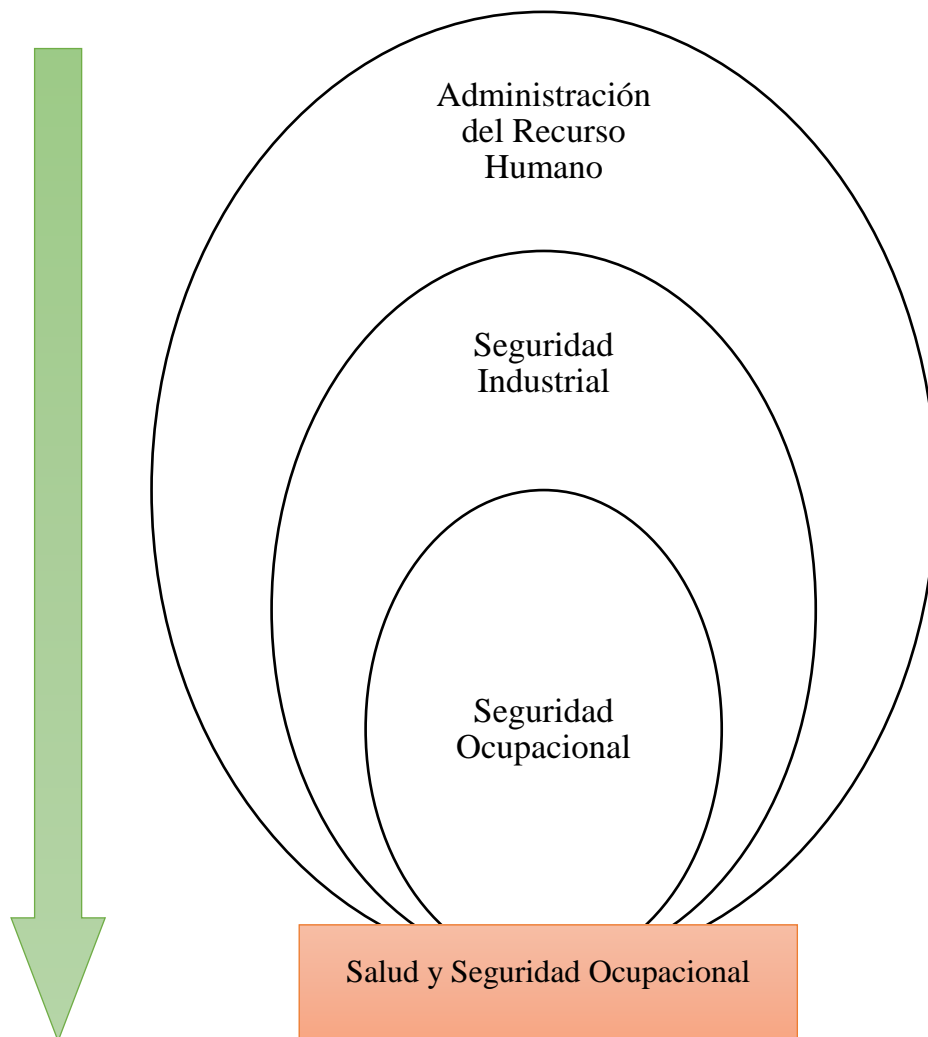 Administración
del Recurso
Humano
Seguridad
Industrial
Seguridad
Ocupacional
Salud y Seguridad Ocupacional